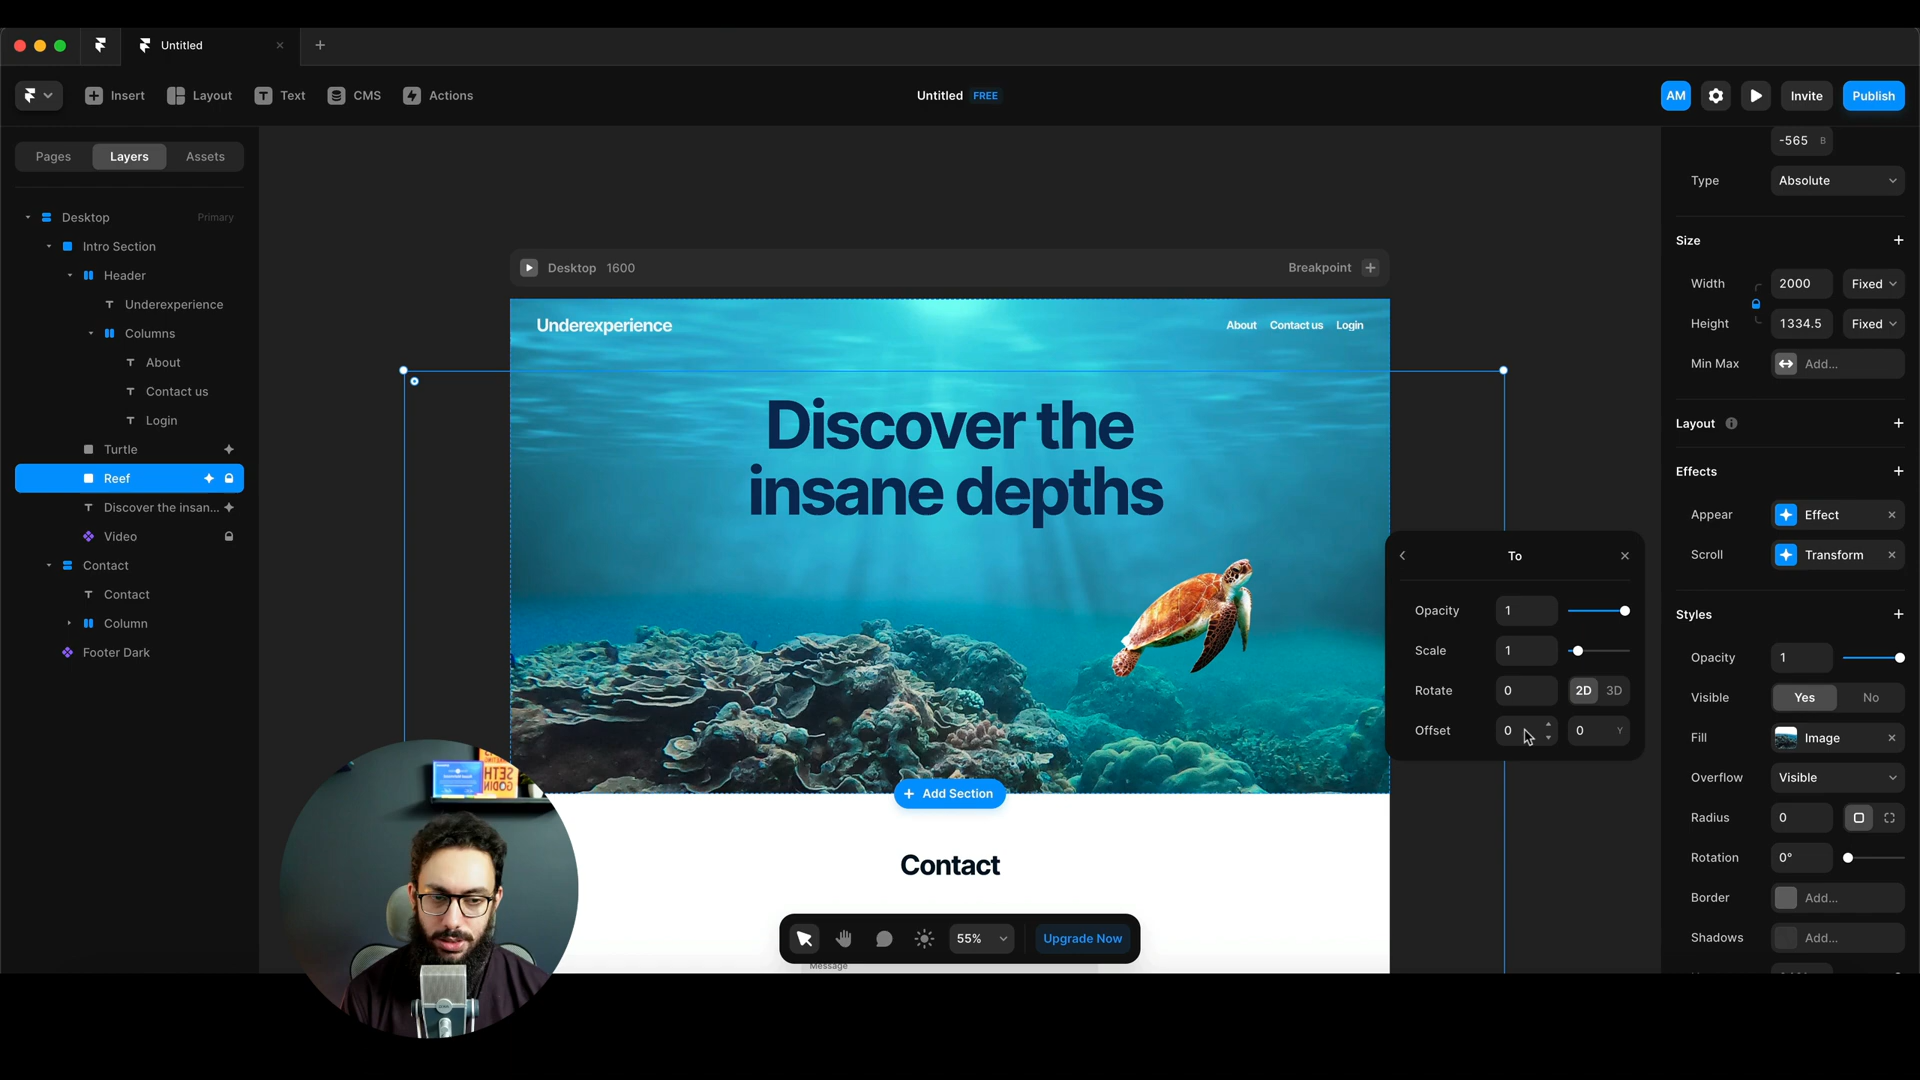 Untitled
Insert
Layout
Text
CMS
Actions
Untitled FREE
AM
Invite
Publish
Pages
Layers
Assets
Desktop
Primary
Intro Section
Header
Underexperience
Columns
About
Contact us
Login
Turtle
Reef
Discover the insan...
Video
Contact
Contact
Column
Footer Dark
Desktop 1600
Breakpoint
Underexperience
About Contact us Login
Discover the
insane depths
Add Section
Contact
Message
55%
Upgrade Now
To
Opacity 1
Scale 1
Rotate 0 2D 3D
Offset 0 0 Y
-565 B
Type Absolute
Size
Width 2000 Fixed
Height 1334.5 Fixed
Min Max Add...
Layout
Effects
Appear Effect
Scroll Transform
Styles
Opacity 1
Visible Yes No
Fill Image
Overflow Visible
Radius 0
Rotation 0°
Border Add...
Shadows Add...
SETH
GODIN